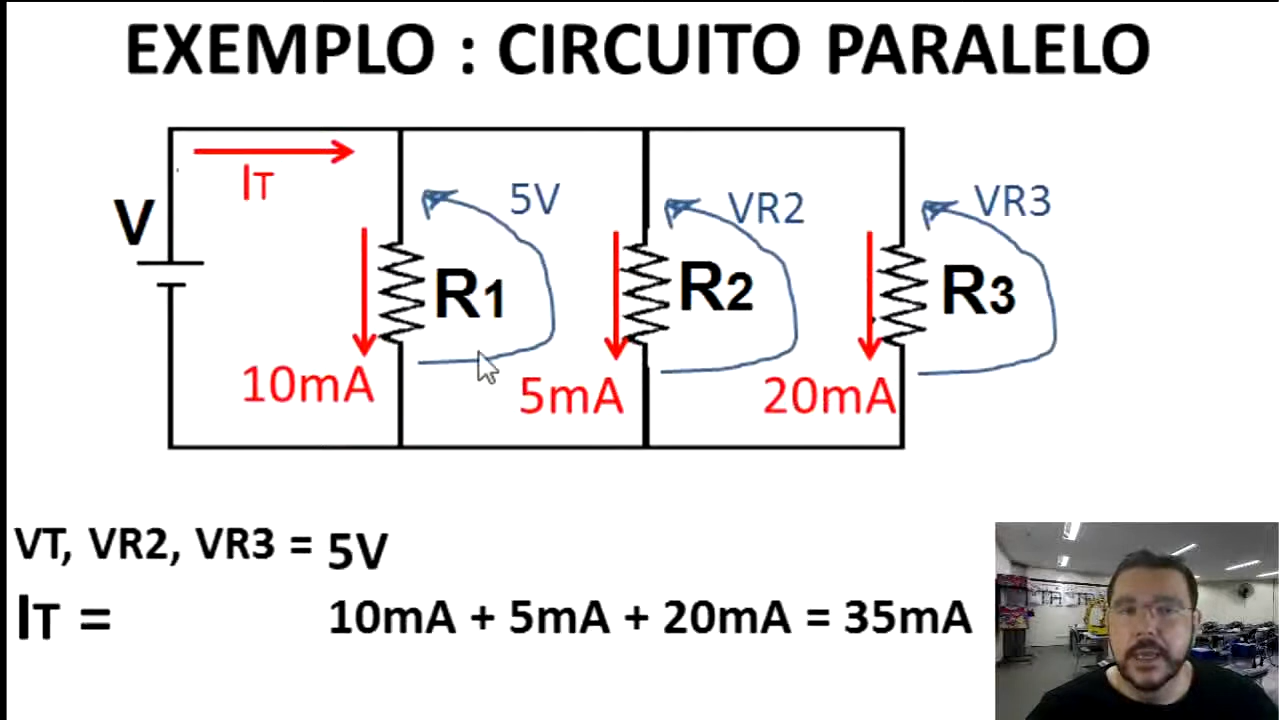 EXEMPLO : CIRCUITO PARALELO
IT
V
5V
VR2
VR3
R1
R2
R3
10mA
5mA
20mA
VT, VR2, VR3 = 5V
IT = 10mA + 5mA + 20mA = 35mA